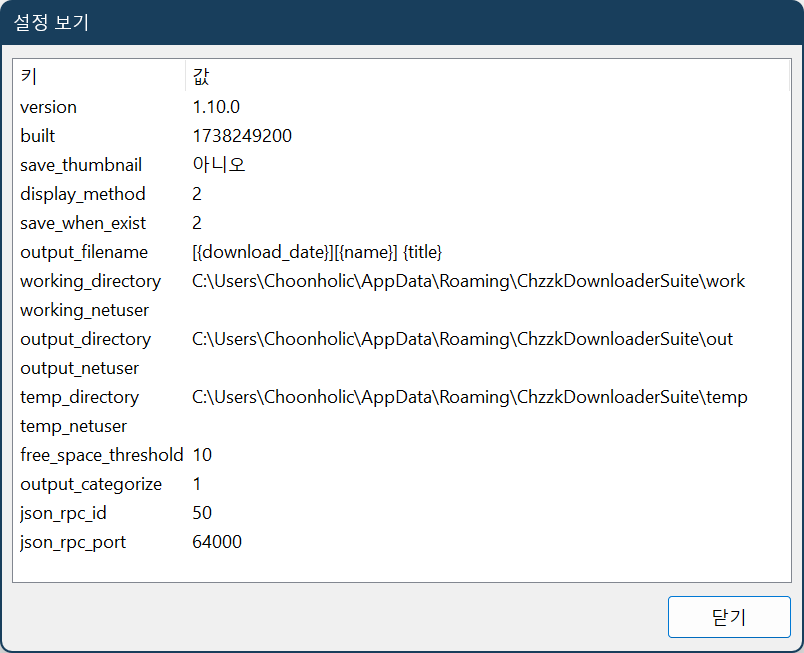 설정 보기
키 값
version 1.10.0
built 1738249200
save_thumbnail 아니오
display_method 2
save_when_exist 2
output_filename [{download_date}][{name}] {title}
working_directory C:\Users\Choonholic\AppData\Roaming\ChzzkDownloaderSuite\work
working_netuser
output_directory C:\Users\Choonholic\AppData\Roaming\ChzzkDownloaderSuite\out
output_netuser
temp_directory C:\Users\Choonholic\AppData\Roaming\ChzzkDownloaderSuite\temp
temp_netuser
free_space_threshold 10
output_categorize 1
json_rpc_id 50
json_rpc_port 64000
닫기